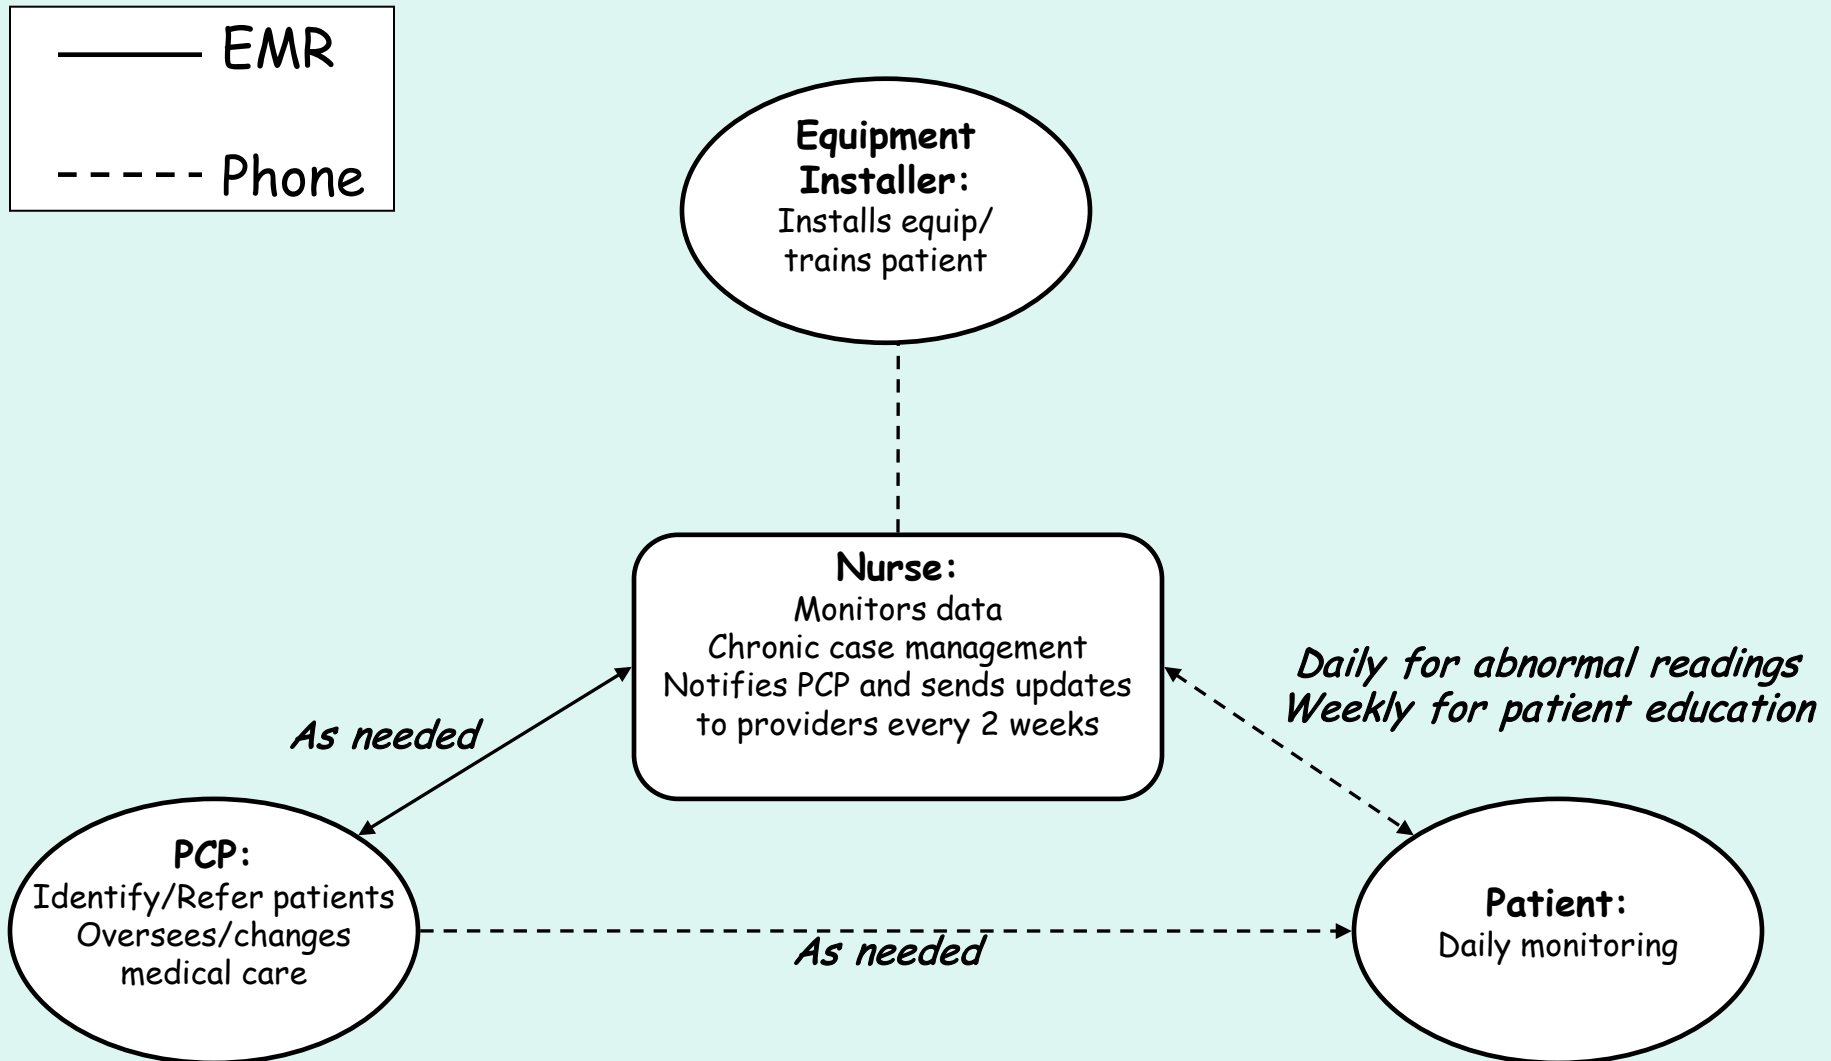 EMR
Phone
Equipment
Installer:
Installs equip/
trains patient
Nurse:
Monitors data
Chronic case management
Notifies PCP and sends updates
to providers every 2 weeks
Daily for abnormal readings
Weekly for patient education
As needed
PCP:
Identify/Refer patients
Oversees/changes
medical care
As needed
Patient:
Daily monitoring